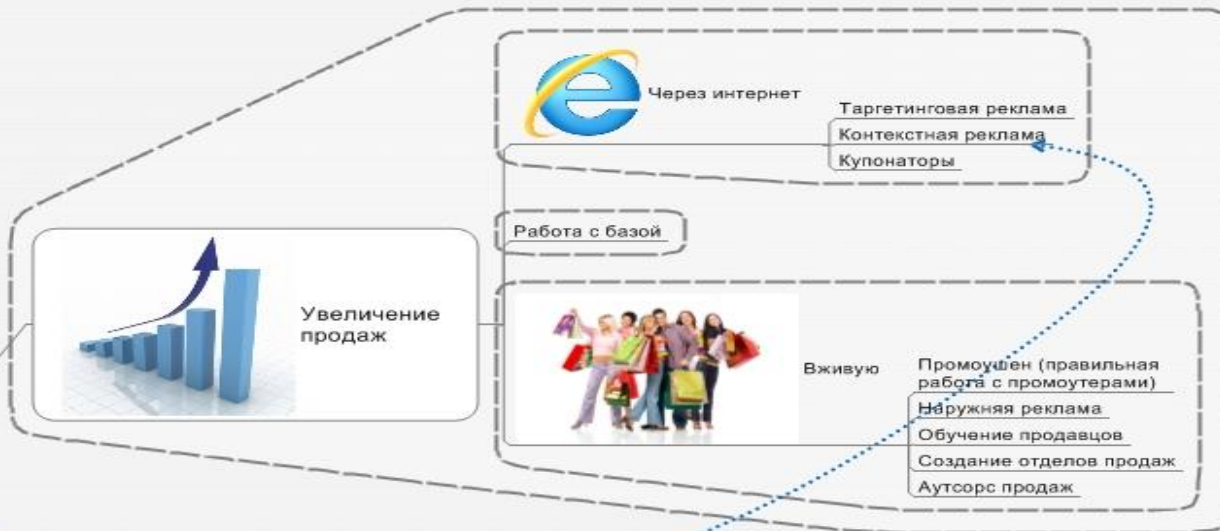 Через интернет
Таргетинговая реклама
Контекстная реклама
Купонаторы
Работа с базой
Увеличение
продаж
Вживую
Промоушен (правильная
работа с промоутерами)
Наружняя реклама
Обучение продавцов
Создание отделов продаж
Аутсорс продаж